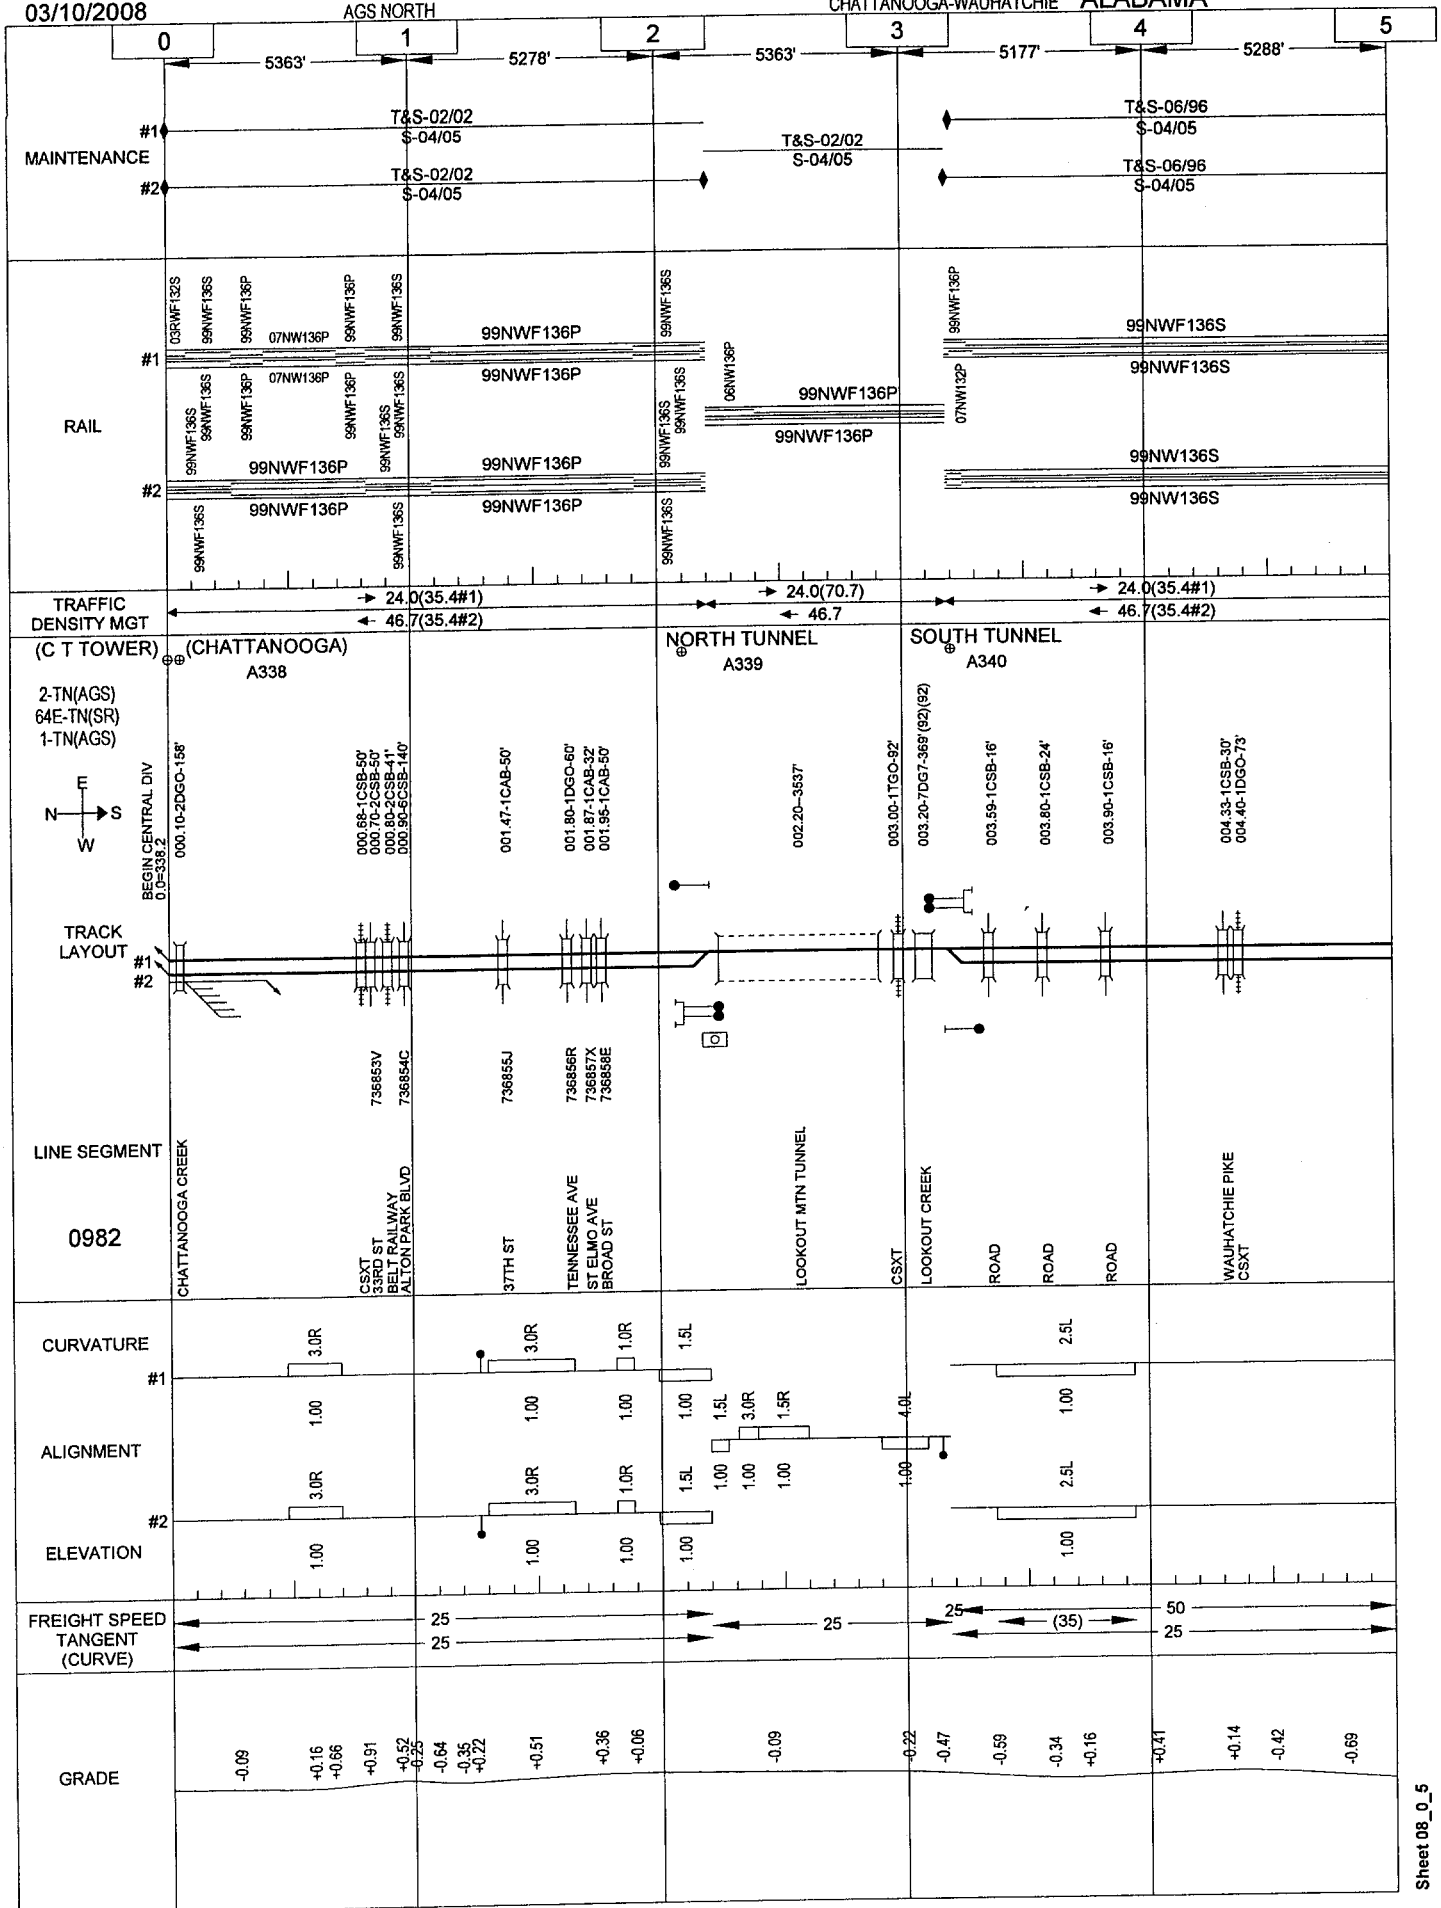 03/10/2008
AGS NORTH
CHATTANOOGA-WAUHATCHIE ALABAMA
0
1
2
3
4
5
5363'
5278'
5363'
5177'
5288'
MAINTENANCE
#1
T&S-02/02
S-04/05
T&S-02/02
S-04/05
T&S-06/96
S-04/05
#2
T&S-02/02
S-04/05
T&S-06/96
S-04/05
RAIL
03RWF132S
99NWF136S
99NWF136P
07NW136P
99NWF136P
99NWF136S
99NWF136P
99NWF136S
99NWF136P
99NWF136S
#1
07NW136P
99NWF136P
99NWF136S
99NWF136S
99NWF136S
99NWF136P
99NWF136P
99NWF136S
99NWF136S
99NWF136S
99NWF136S
06NW136P
99NWF136P
99NWF136P
07NW132P
99NWF136P
99NWF136P
99NW136S
#2
99NWF136P
99NWF136P
99NW136S
99NWF136S
99NWF136S
99NWF136S
TRAFFIC
DENSITY MGT
24.0(35.4#1)
46.7(35.4#2)
24.0(70.7)
46.7
24.0(35.4#1)
46.7(35.4#2)
(C T TOWER)
(CHATTANOOGA)
A338
NORTH TUNNEL
A339
SOUTH TUNNEL
A340
2-TN(AGS)
64E-TN(SR)
1-TN(AGS)
E
N
S
W
BEGIN CENTRAL DIV
0.0=338.2
000.10-2DGO-158'
000.68-1CSB-50'
000.70-2CSB-50'
000.80-2CSB-41'
000.90-6CSB-140'
001.47-1CAB-50'
001.80-1DGO-60'
001.87-1CAB-32'
001.95-1CAB-50'
002.20--3537'
003.00-1TGO-92'
003.20-7DG7-369'(92)(92)
003.59-1CSB-16'
003.80-1CSB-24'
003.90-1CSB-16'
004.33-1CSB-30'
004.40-1DGO-73'
TRACK
LAYOUT
#1
#2
736853V
736854C
736855J
736856R
736857X
736858E
LINE SEGMENT
0982
CHATTANOOGA CREEK
CSXT
33RD ST
BELT RAILWAY
ALTON PARK BLVD
37TH ST
TENNESSEE AVE
ST ELMO AVE
BROAD ST
LOOKOUT MTN TUNNEL
CSXT
LOOKOUT CREEK
ROAD
ROAD
ROAD
WAUHATCHIE PIKE
CSXT
CURVATURE
#1
3.0R
3.0R
1.0R
1.5L
2.5L
1.00
1.00
1.00
1.00
1.00
ALIGNMENT
1.5L
3.0R
1.5R
4.0L
1.00
1.00
1.00
1.00
#2
3.0R
3.0R
1.0R
1.5L
2.5L
ELEVATION
1.00
1.00
1.00
1.00
1.00
FREIGHT SPEED
TANGENT
(CURVE)
25
25
25
25
50
(35)
25
GRADE
-0.09
+0.16
+0.66
+0.91
+0.52
-0.25
-0.64
-0.35
+0.22
+0.51
+0.36
+0.06
-0.09
-0.22
-0.47
-0.59
-0.34
+0.16
+0.41
+0.14
-0.42
-0.69
Sheet 08_0_5